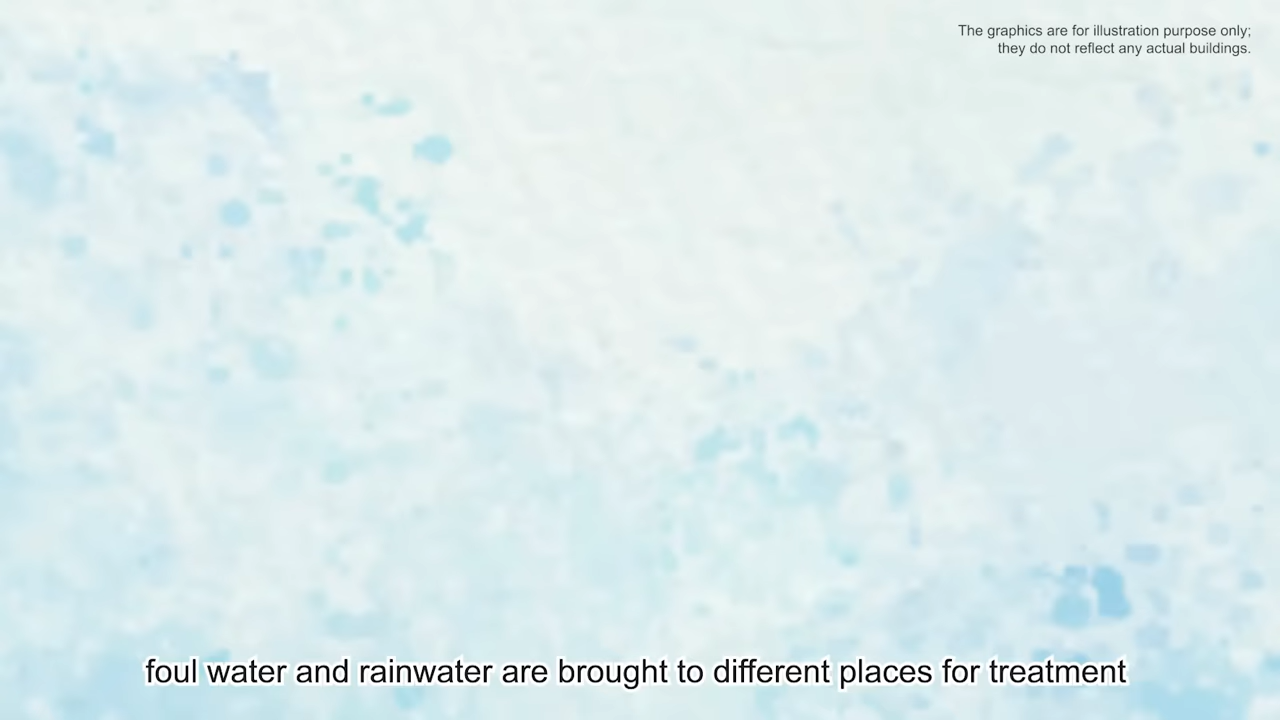 The graphics are for illustration purpose only;
they do not reflect any actual buildings.
foul water and rainwater are brought to different places for treatment